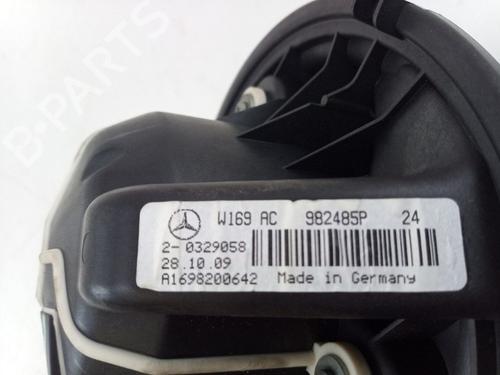 B-PARTS
W169 AC 982485P 24
2- 0329058
28.10.09
A1698200642 Made in Germany